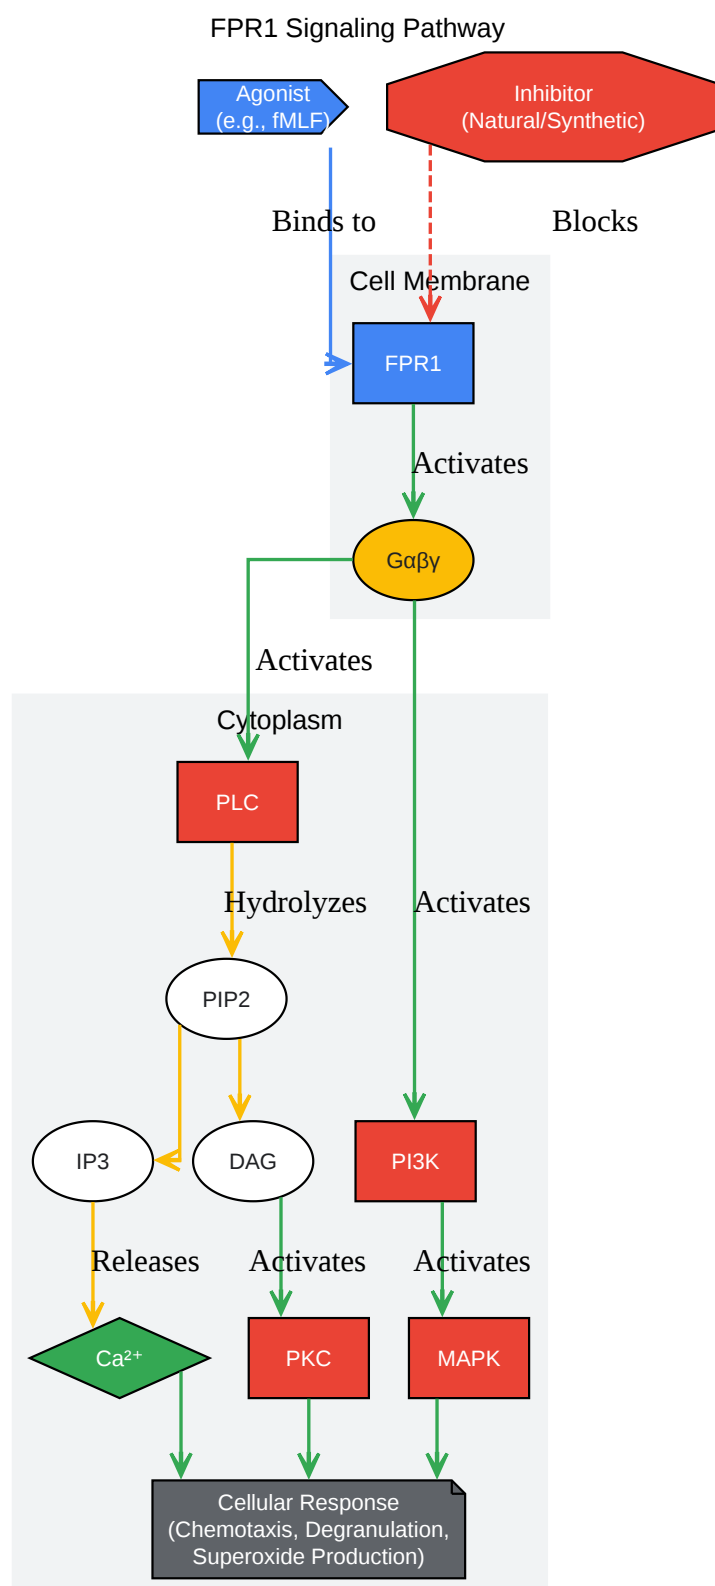 FPR1 Signaling Pathway
Agonist
(e.g., fMLF)
Inhibitor
(Natural/Synthetic)
Binds to
Blocks
Cell Membrane
FPR1
Activates
Gαβγ
Activates
Cytoplasm
PLC
Hydrolyzes
Activates
PIP2
IP3
DAG
PI3K
Releases
Activates
Activates
Ca²⁺
PKC
MAPK
Cellular Response
(Chemotaxis, Degranulation,
Superoxide Production)